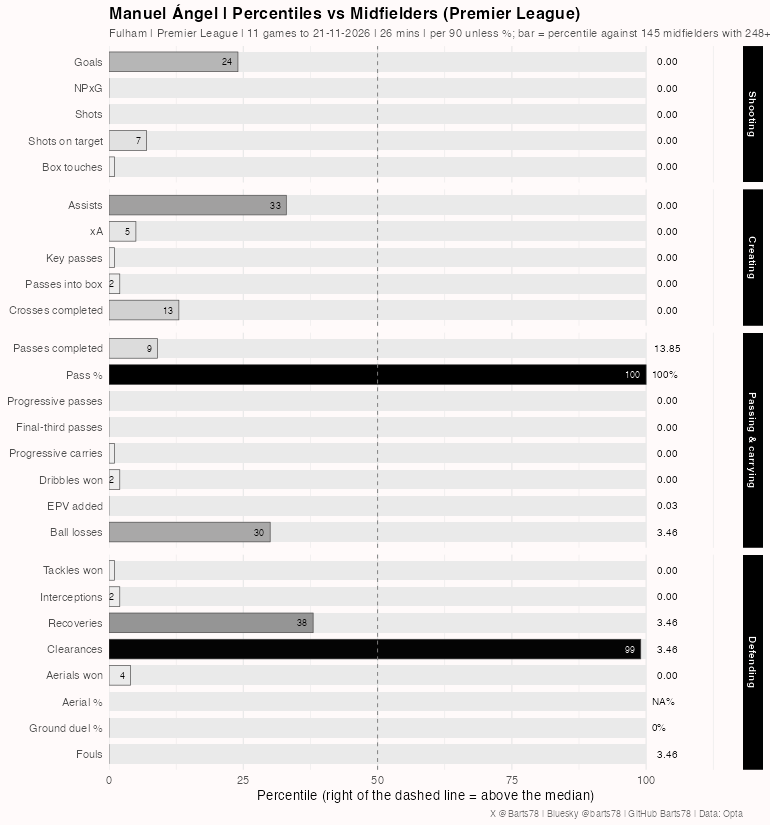 Manuel Ángel | Percentiles vs Midfielders (Premier League)
Fulham | Premier League | 11 games to 21-11-2026 | 26 mins | per 90 unless %; bar = percentile against 145 midfielders with 248+
Shooting
Goals 24 0.00
NPxG 0.00
Shots 0.00
Shots on target 7 0.00
Box touches 0.00
Creating
Assists 33 0.00
xA 5 0.00
Key passes 0.00
Passes into box 2 0.00
Crosses completed 13 0.00
Passing & carrying
Passes completed 9 13.85
Pass % 100 100%
Progressive passes 0.00
Final-third passes 0.00
Progressive carries 0.00
Dribbles won 2 0.00
EPV added 0.03
Ball losses 30 3.46
Defending
Tackles won 0.00
Interceptions 2 0.00
Recoveries 38 3.46
Clearances 99 3.46
Aerials won 4 0.00
Aerial % NA%
Ground duel % 0%
Fouls 3.46
0 25 50 75 100
Percentile (right of the dashed line = above the median)
X @Barts78 | Bluesky @barts78 | GitHub Barts78 | Data: Opta